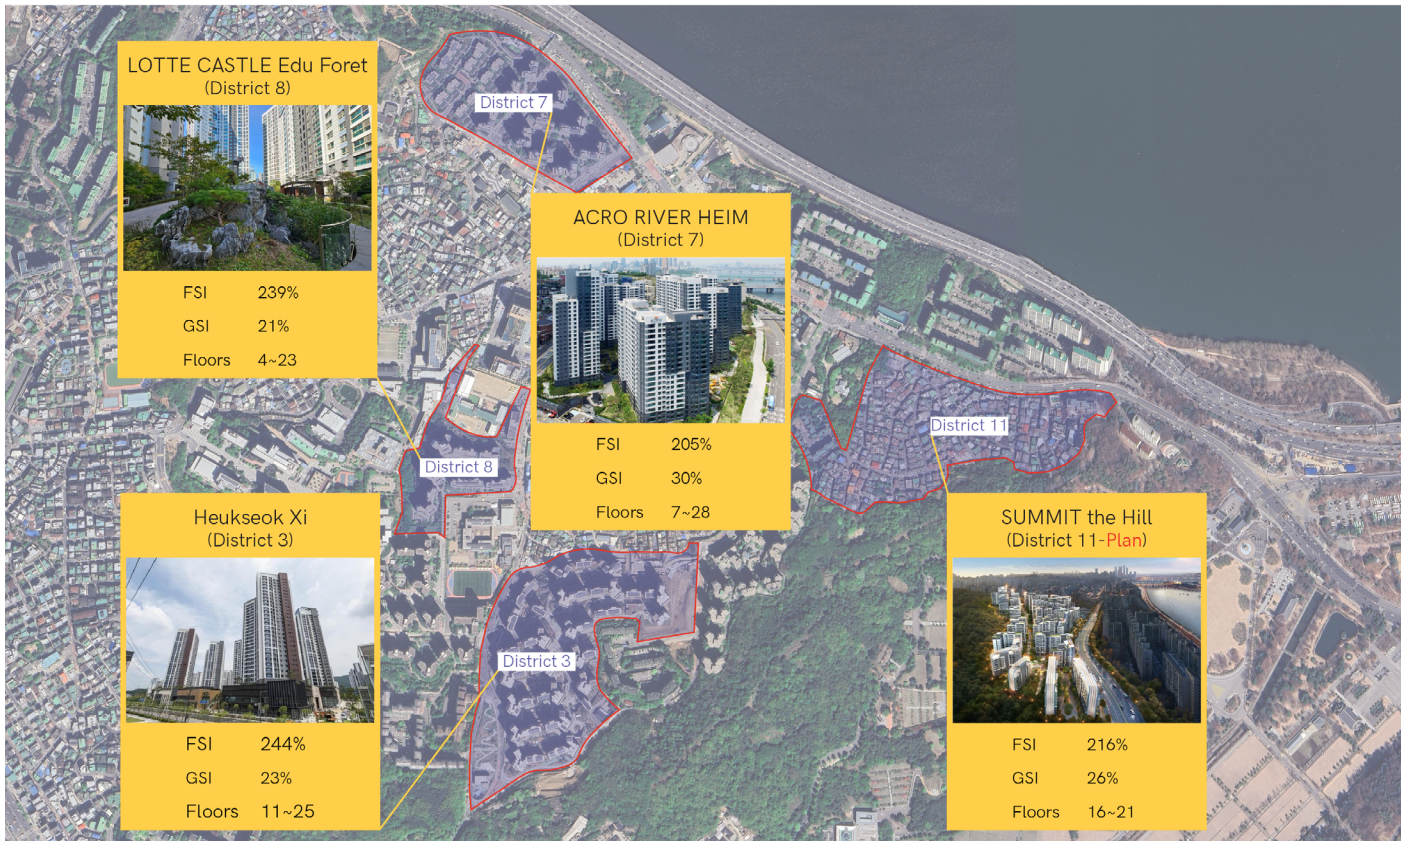 LOTTE CASTLE Edu Foret
(District 8)
FSI 239%
GSI 21%
Floors 4~23
District 7
ACRO RIVER HEIM
(District 7)
FSI 205%
GSI 30%
Floors 7~28
District 11
District 8
Heukseok Xi
(District 3)
FSI 244%
GSI 23%
Floors 11~25
District 3
SUMMIT the Hill
(District 11-Plan)
FSI 216%
GSI 26%
Floors 16~21